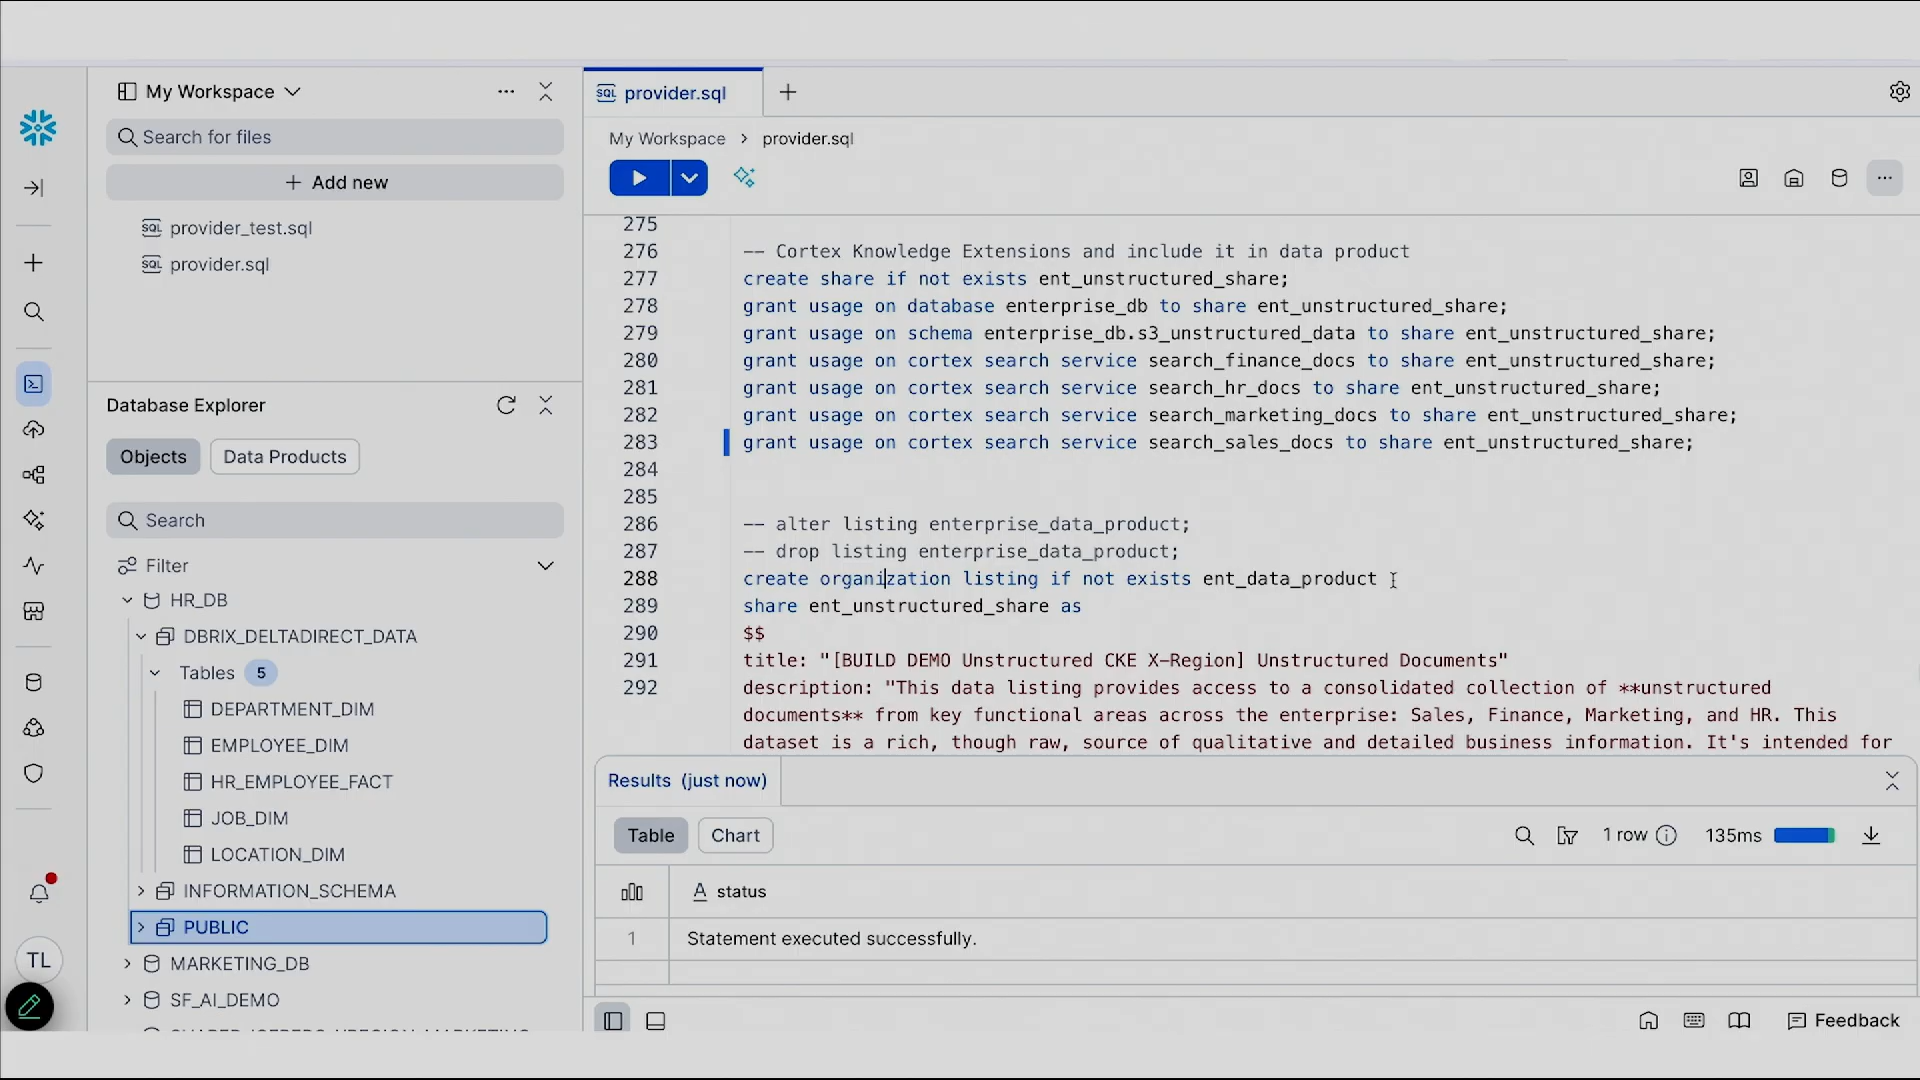 My Workspace
Search for files
Add new
provider_test.sql
provider.sql
Database Explorer
Objects
Data Products
Search
Filter
HR_DB
DBRIX_DELTADIRECT_DATA
Tables 5
DEPARTMENT_DIM
EMPLOYEE_DIM
HR_EMPLOYEE_FACT
JOB_DIM
LOCATION_DIM
INFORMATION_SCHEMA
PUBLIC
MARKETING_DB
SF_AI_DEMO
TL
provider.sql
My Workspace > provider.sql
275
276 -- Cortex Knowledge Extensions and include it in data product
277 create share if not exists ent_unstructured_share;
278 grant usage on database enterprise_db to share ent_unstructured_share;
279 grant usage on schema enterprise_db.s3_unstructured_data to share ent_unstructured_share;
280 grant usage on cortex search service search_finance_docs to share ent_unstructured_share;
281 grant usage on cortex search service search_hr_docs to share ent_unstructured_share;
282 grant usage on cortex search service search_marketing_docs to share ent_unstructured_share;
283 grant usage on cortex search service search_sales_docs to share ent_unstructured_share;
284
285
286 -- alter listing enterprise_data_product;
287 -- drop listing enterprise_data_product;
288 create organization listing if not exists ent_data_product
289 share ent_unstructured_share as
290 $$
291 title: "[BUILD DEMO Unstructured CKE X-Region] Unstructured Documents"
292 description: "This data listing provides access to a consolidated collection of **unstructured
documents** from key functional areas across the enterprise: Sales, Finance, Marketing, and HR. This
dataset is a rich, though raw, source of qualitative and detailed business information. It's intended for
Results (just now)
Table
Chart
1 row
135ms
status
1 Statement executed successfully.
Feedback